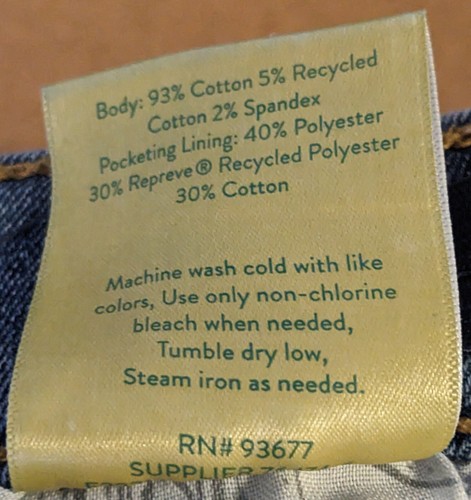 Body: 93% Cotton 5% Recycled
Cotton 2% Spandex
Pocketing Lining: 40% Polyester
30% Repreve® Recycled Polyester
30% Cotton
Machine wash cold with like
colors, Use only non-chlorine
bleach when needed,
Tumble dry low,
Steam iron as needed.
RN# 93677
SUPPLIER